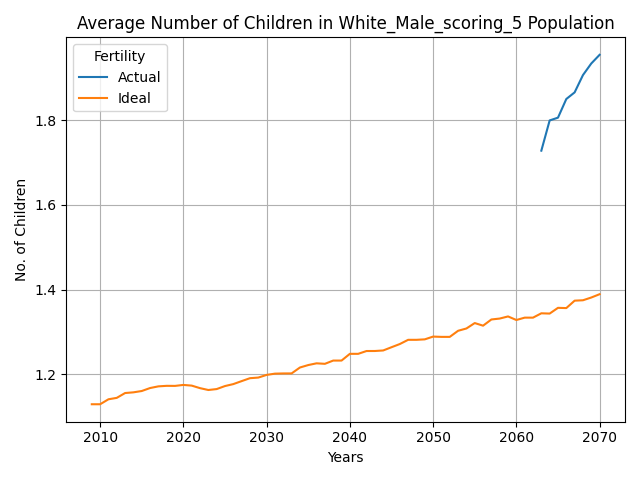 Average Number of Children in White_Male_scoring_5 Population
Fertility
Actual
Ideal
No. of Children
1.8
1.6
1.4
1.2
2010 2020 2030 2040 2050 2060 2070
Years